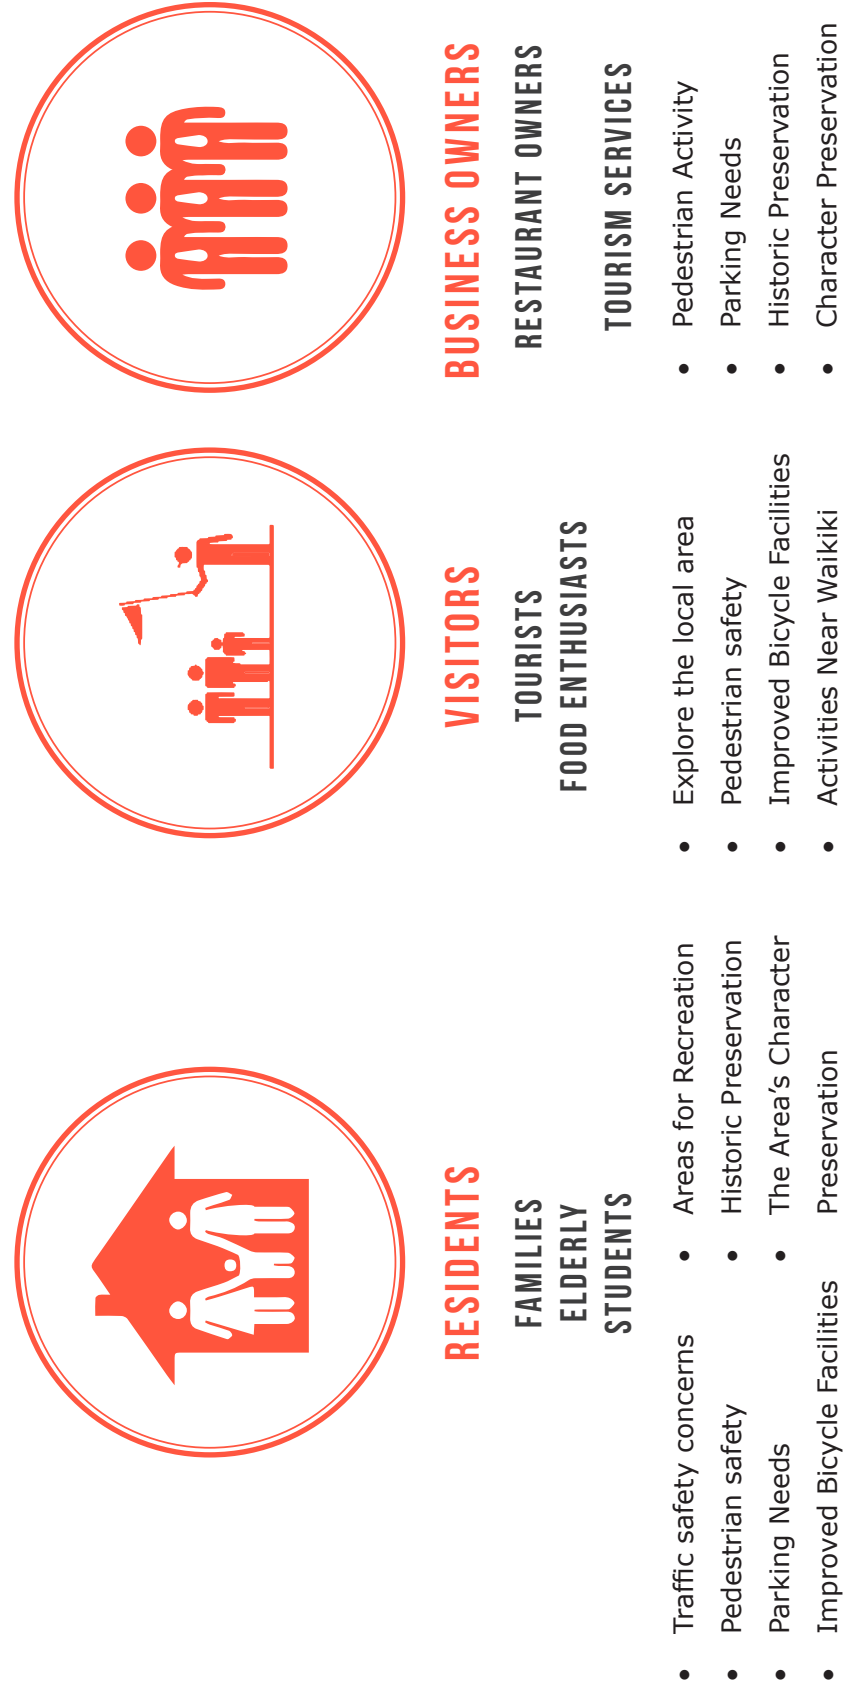 RESIDENTS
FAMILIES
ELDERLY
STUDENTS
• Traffic safety concerns
• Pedestrian safety
• Parking Needs
• Improved Bicycle Facilities
• Areas for Recreation
• Historic Preservation
• The Area’s Character
Preservation
VISITORS
TOURISTS
FOOD ENTHUSIASTS
• Explore the local area
• Pedestrian safety
• Improved Bicycle Facilities
• Activities Near Waikiki
BUSINESS OWNERS
RESTAURANT OWNERS
TOURISM SERVICES
• Pedestrian Activity
• Parking Needs
• Historic Preservation
• Character Preservation